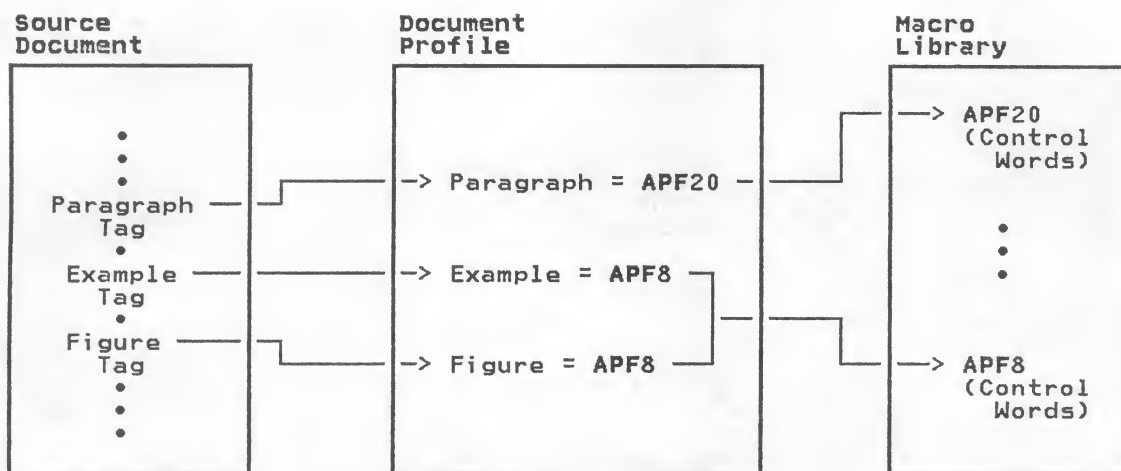 Source
Document
Document
Profile
Macro
Library
Paragraph
Tag
Example
Tag
Figure
Tag
-> Paragraph = APF20
-> Example = APF8
-> Figure = APF8
-> APF20
(Control
Words)
-> APF8
(Control
Words)